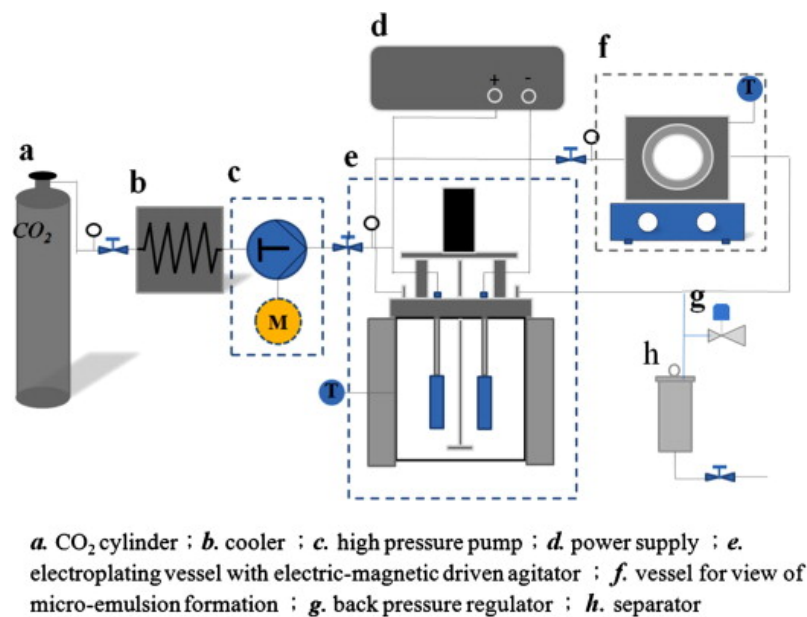 d
+ -
f
T
a
b
c
e
CO2
M
g
T
h
a. CO2 cylinder ; b. cooler ; c. high pressure pump ; d. power supply ; e.
electroplating vessel with electric-magnetic driven agitator ; f. vessel for view of
micro-emulsion formation ; g. back pressure regulator ; h. separator